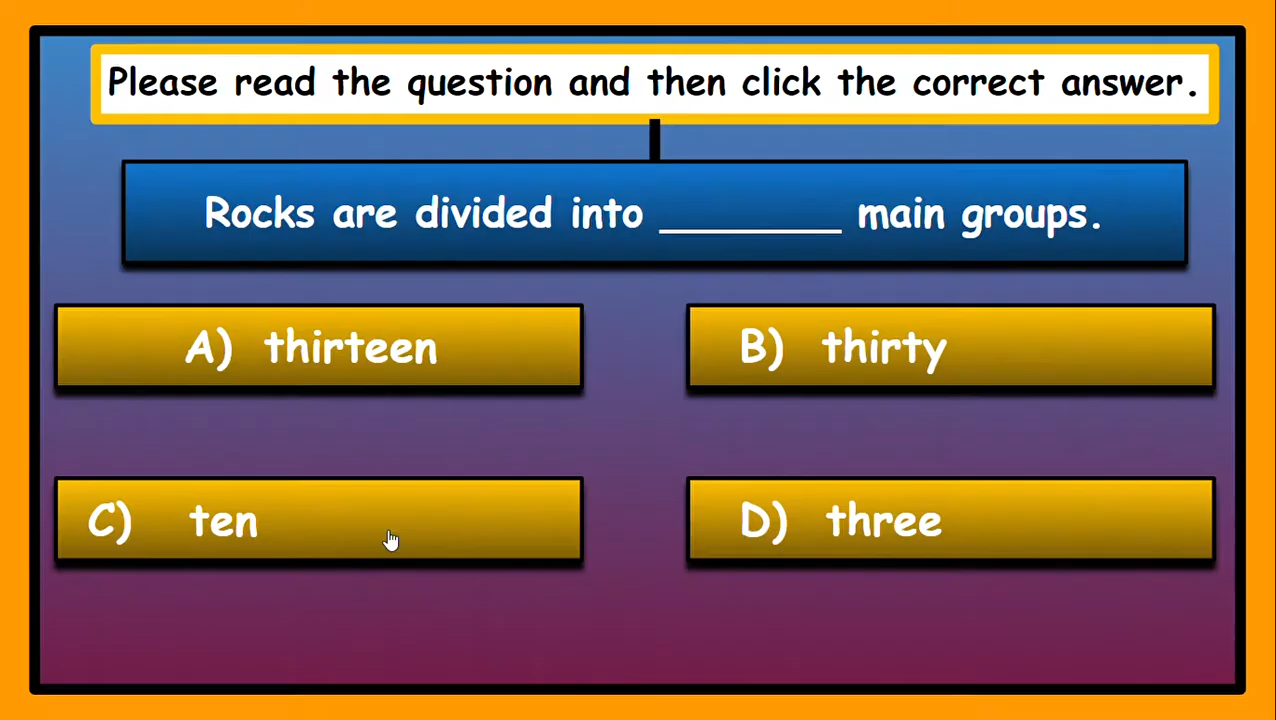 Please read the question and then click the correct answer.
Rocks are divided into ________ main groups.
A) thirteen
B) thirty
C) ten
D) three